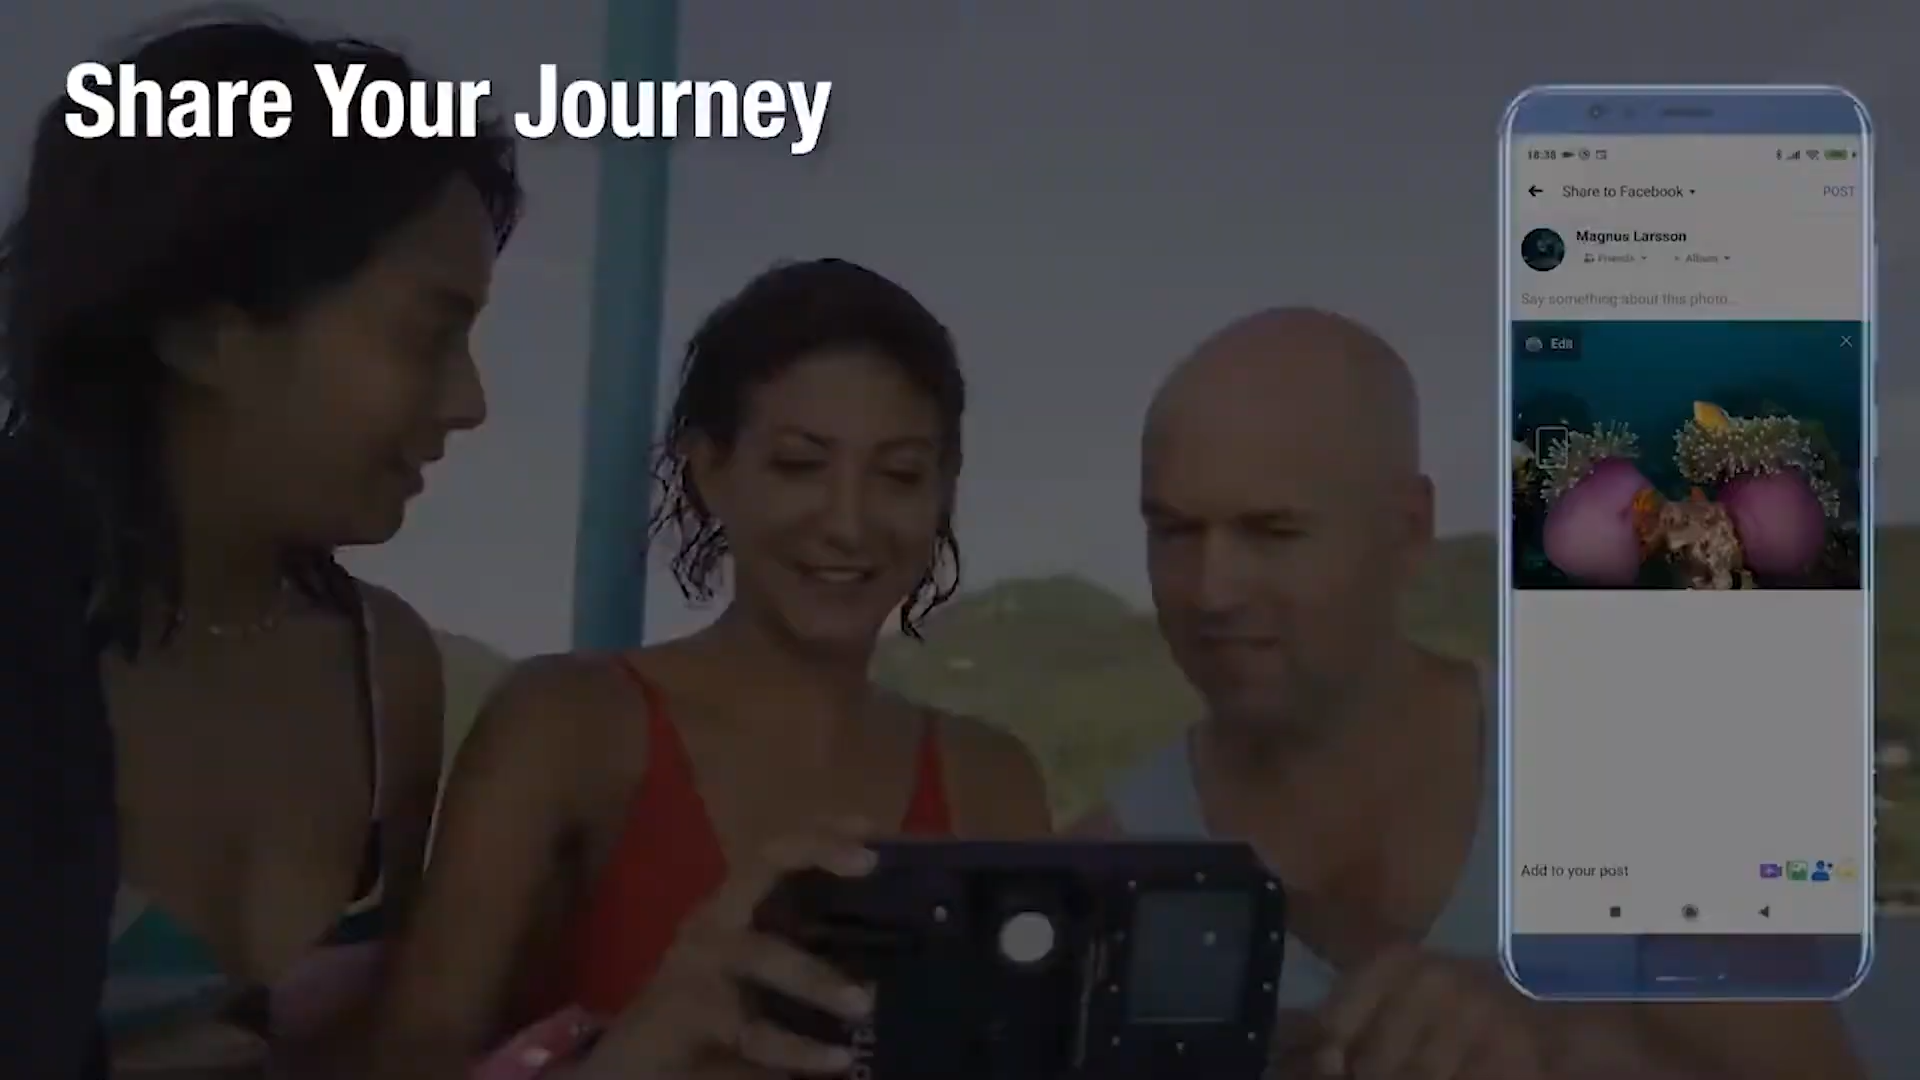 Share Your Journey
18:38
Share to Facebook
POST
Magnus Larsson
Friends
Album
Say something about this photo...
Edit
Add to your post